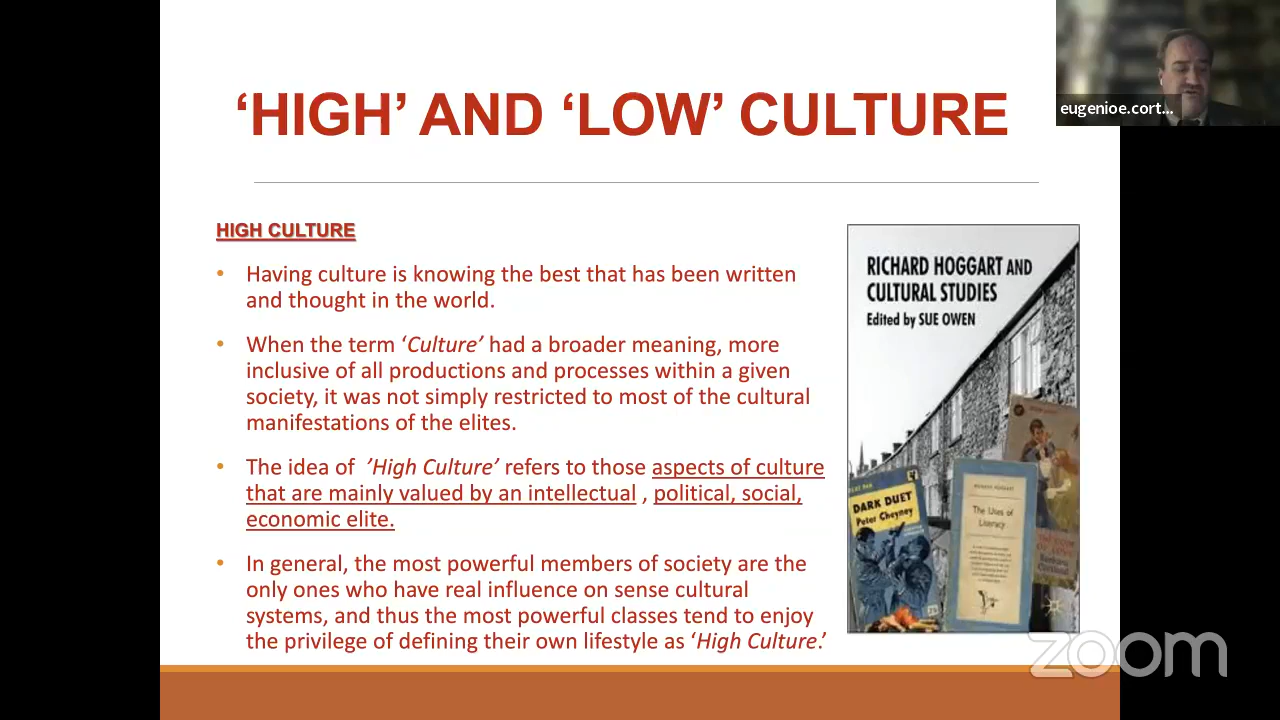 ‘HIGH’ AND ‘LOW’ CULTURE
eugenioe.cort...
HIGH CULTURE
• Having culture is knowing the best that has been written
and thought in the world.
• When the term ‘Culture’ had a broader meaning, more
inclusive of all productions and processes within a given
society, it was not simply restricted to most of the cultural
manifestations of the elites.
• The idea of ’High Culture’ refers to those aspects of culture
that are mainly valued by an intellectual , political, social,
economic elite.
• In general, the most powerful members of society are the
only ones who have real influence on sense cultural
systems, and thus the most powerful classes tend to enjoy
the privilege of defining their own lifestyle as ‘High Culture.’
RICHARD HOGGART AND
CULTURAL STUDIES
Edited by SUE OWEN
DARK DUET
Peter Cheyney
The Uses of
Literacy
zoom